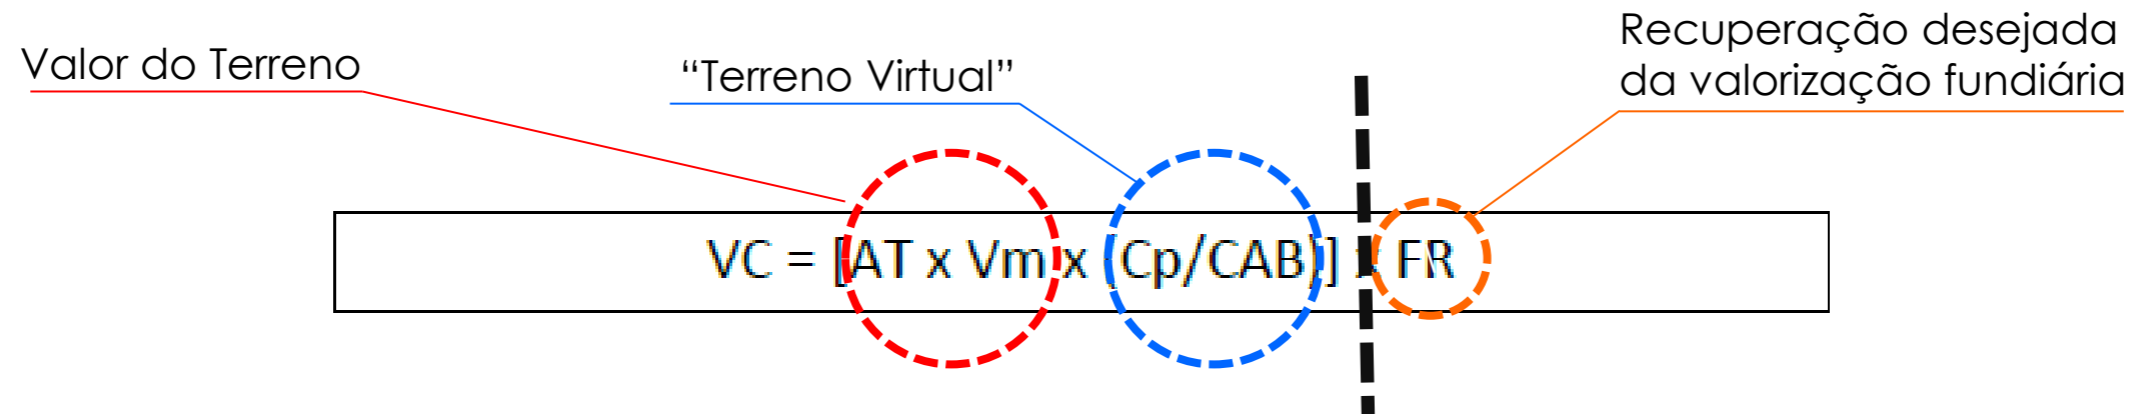 Recuperação desejada
da valorização fundiária
Valor do Terreno
“Terreno Virtual”
VC = [AT x Vm x (Cp/CAB)] x FR